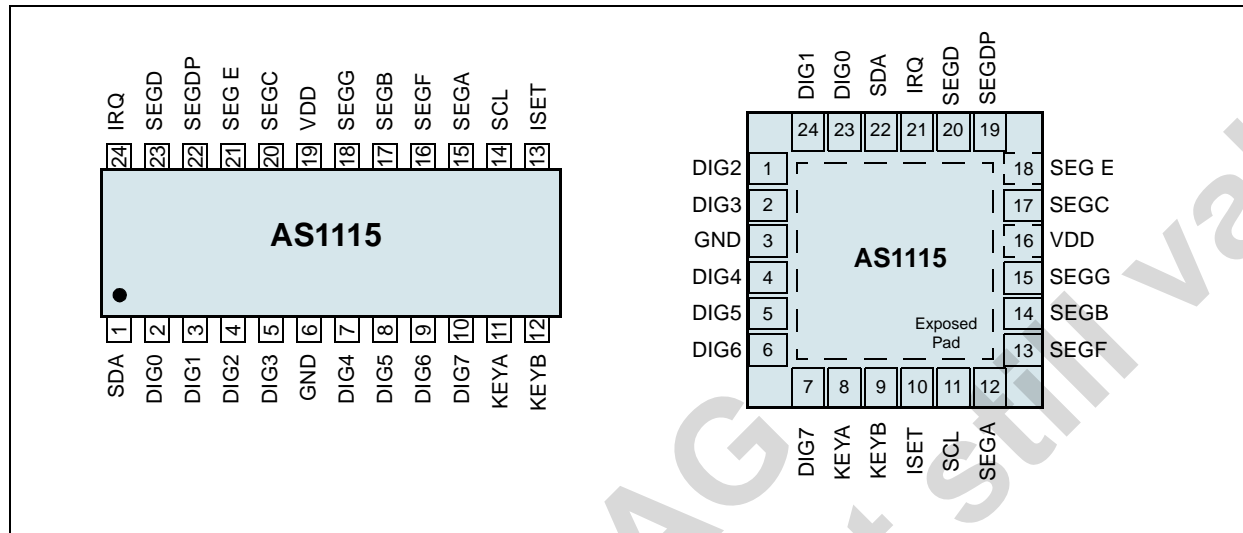 IRQ SEGD SEGDP SEG E SEGC VDD SEGG SEGB SEGF SEGA SCL ISET
24 23 22 21 20 19 18 17 16 15 14 13
AS1115
1 2 3 4 5 6 7 8 9 10 11 12
SDA DIG0 DIG1 DIG2 DIG3 GND DIG4 DIG5 DIG6 DIG7 KEYA KEYB
DIG1 DIG0 SDA IRQ SEGD SEGDP
24 23 22 21 20 19
DIG2 1 18 SEG E
DIG3 2 17 SEGC
GND 3 16 VDD
AS1115
DIG4 4 15 SEGG
DIG5 5 14 SEGB
Exposed
Pad
DIG6 6 13 SEGF
7 8 9 10 11 12
DIG7 KEYA KEYB ISET SCL SEGA
AG
still